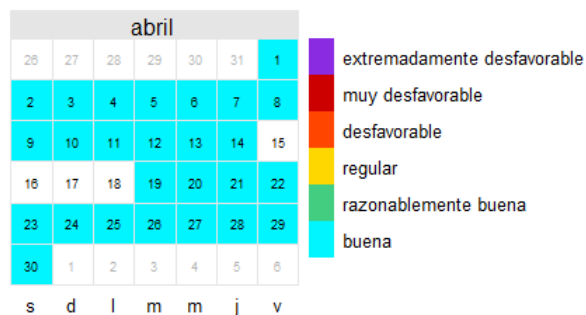 abril
26 27 28 29 30 31 1
2 3 4 5 6 7 8
9 10 11 12 13 14 15
16 17 18 19 20 21 22
23 24 25 26 27 28 29
30 1 2 3 4 5 6
s d l m m j v
extremadamente desfavorable
muy desfavorable
desfavorable
regular
razonablemente buena
buena